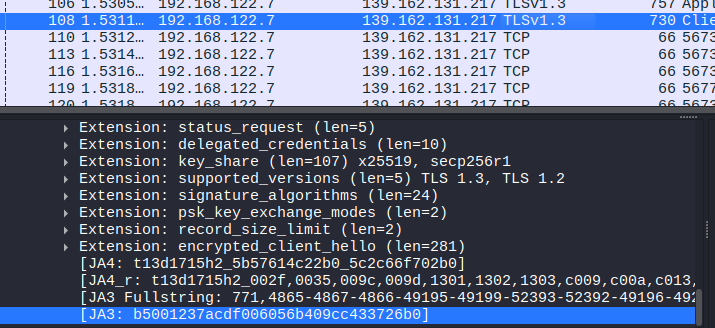 106 1.5305… 192.168.122.7 139.162.131.217 TLSv1.3 757 Appl
108 1.5311… 192.168.122.7 139.162.131.217 TLSv1.3 730 Clie
110 1.5312… 192.168.122.7 139.162.131.217 TCP 66 5673
113 1.5314… 192.168.122.7 139.162.131.217 TCP 66 5673
116 1.5316… 192.168.122.7 139.162.131.217 TCP 66 5673
119 1.5318… 192.168.122.7 139.162.131.217 TCP 66 5677
120 1.5318… 192.168.122.7 139.162.131.217 TCP 66 5673
Extension: status_request (len=5)
Extension: delegated_credentials (len=10)
Extension: key_share (len=107) x25519, secp256r1
Extension: supported_versions (len=5) TLS 1.3, TLS 1.2
Extension: signature_algorithms (len=24)
Extension: psk_key_exchange_modes (len=2)
Extension: record_size_limit (len=2)
Extension: encrypted_client_hello (len=281)
[JA4: t13d1715h2_5b57614c22b0_5c2c66f702b0]
[JA4_r: t13d1715h2_002f,0035,009c,009d,1301,1302,1303,c009,c00a,c013,
[JA3 Fullstring: 771,4865-4867-4866-49195-49199-52393-52392-49196-492
[JA3: b5001237acdf006056b409cc433726b0]